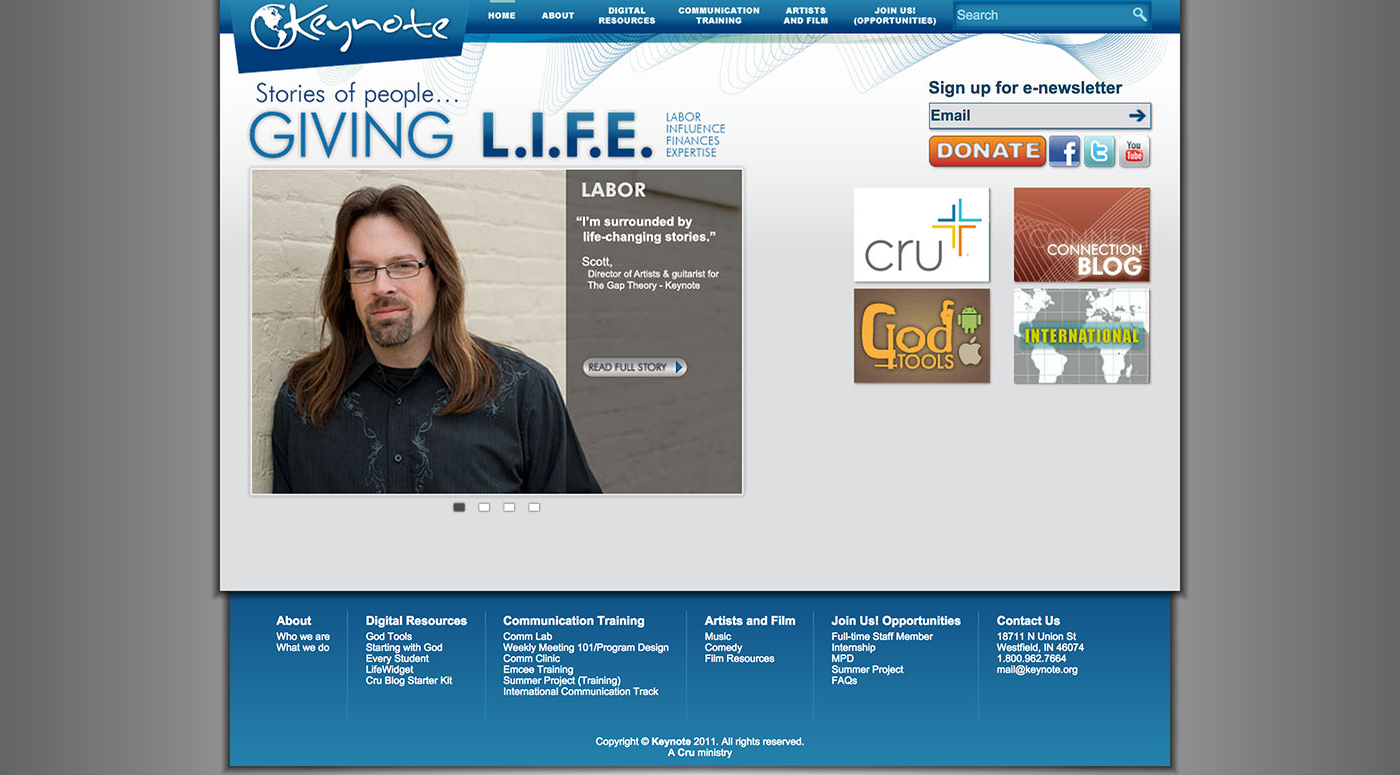 Keynote
HOME
ABOUT
DIGITAL
RESOURCES
COMMUNICATION
TRAINING
ARTISTS
AND FILM
JOIN US!
(OPPORTUNITIES)
Search
Stories of people...
GIVING L.I.F.E.
LABOR
INFLUENCE
FINANCES
EXPERTISE
Sign up for e-newsletter
Email
DONATE
f
t
You
Tube
LABOR
“I’m surrounded by
life-changing stories.”
Scott,
Director of Artists & guitarist for
The Gap Theory - Keynote
READ FULL STORY
cru
CONNECTION
BLOG
God
TOOLS
INTERNATIONAL
About
Who we are
What we do
Digital Resources
God Tools
Starting with God
Every Student
LifeWidget
Cru Blog Starter Kit
Communication Training
Comm Lab
Weekly Meeting 101/Program Design
Comm Clinic
Emcee Training
Summer Project (Training)
International Communication Track
Artists and Film
Music
Comedy
Film Resources
Join Us! Opportunities
Full-time Staff Member
Internship
MPD
Summer Project
FAQs
Contact Us
18711 N Union St
Westfield, IN 46074
1.800.962.7664
mail@keynote.org
Copyright © Keynote 2011. All rights reserved.
A Cru ministry